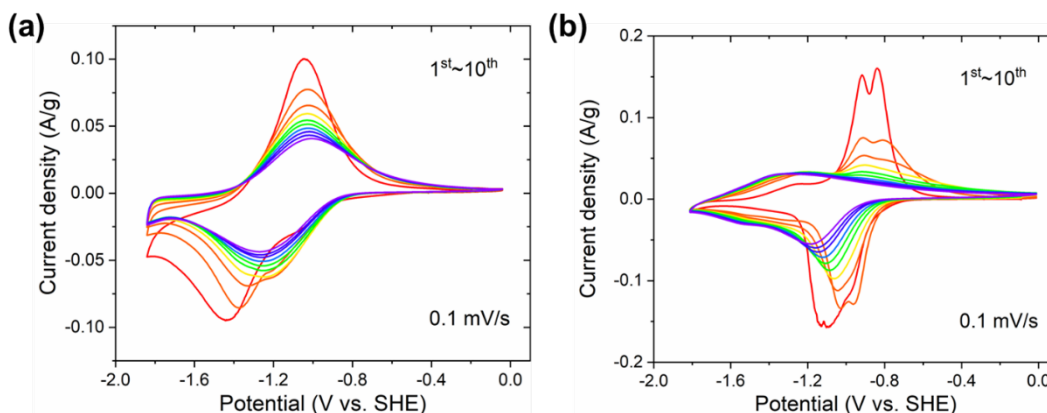 (a)
1st~10th
0.1 mV/s
Current density (A/g)
0.10
0.05
0.00
-0.05
-0.10
-2.0 -1.6 -1.2 -0.8 -0.4 0.0
Potential (V vs. SHE)
(b)
1st~10th
0.1 mV/s
Current density (A/g)
0.2
0.1
0.0
-0.1
-0.2
-2.0 -1.6 -1.2 -0.8 -0.4 0.0
Potential (V vs. SHE)